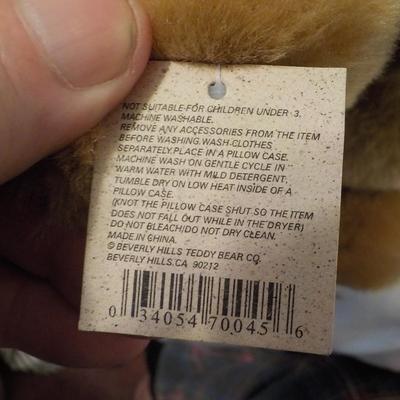 NOT SUITABLE FOR CHILDREN UNDER 3.
MACHINE WASHABLE.
REMOVE ANY ACCESSORIES FROM THE ITEM
BEFORE WASHING. WASH CLOTHES
SEPARATELY. PLACE IN A PILLOW CASE.
MACHINE WASH ON GENTLE CYCLE IN
WARM WATER WITH MILD DETERGENT.
TUMBLE DRY ON LOW HEAT INSIDE OF A
PILLOW CASE.
(KNOT THE PILLOW CASE SHUT SO THE ITEM
DOES NOT FALL OUT WHILE IN THE DRYER)
DO NOT BLEACH/DO NOT DRY CLEAN.
MADE IN CHINA.
© BEVERLY HILLS TEDDY BEAR CO.
BEVERLY HILLS, CA 90212
0 34054 70045 6